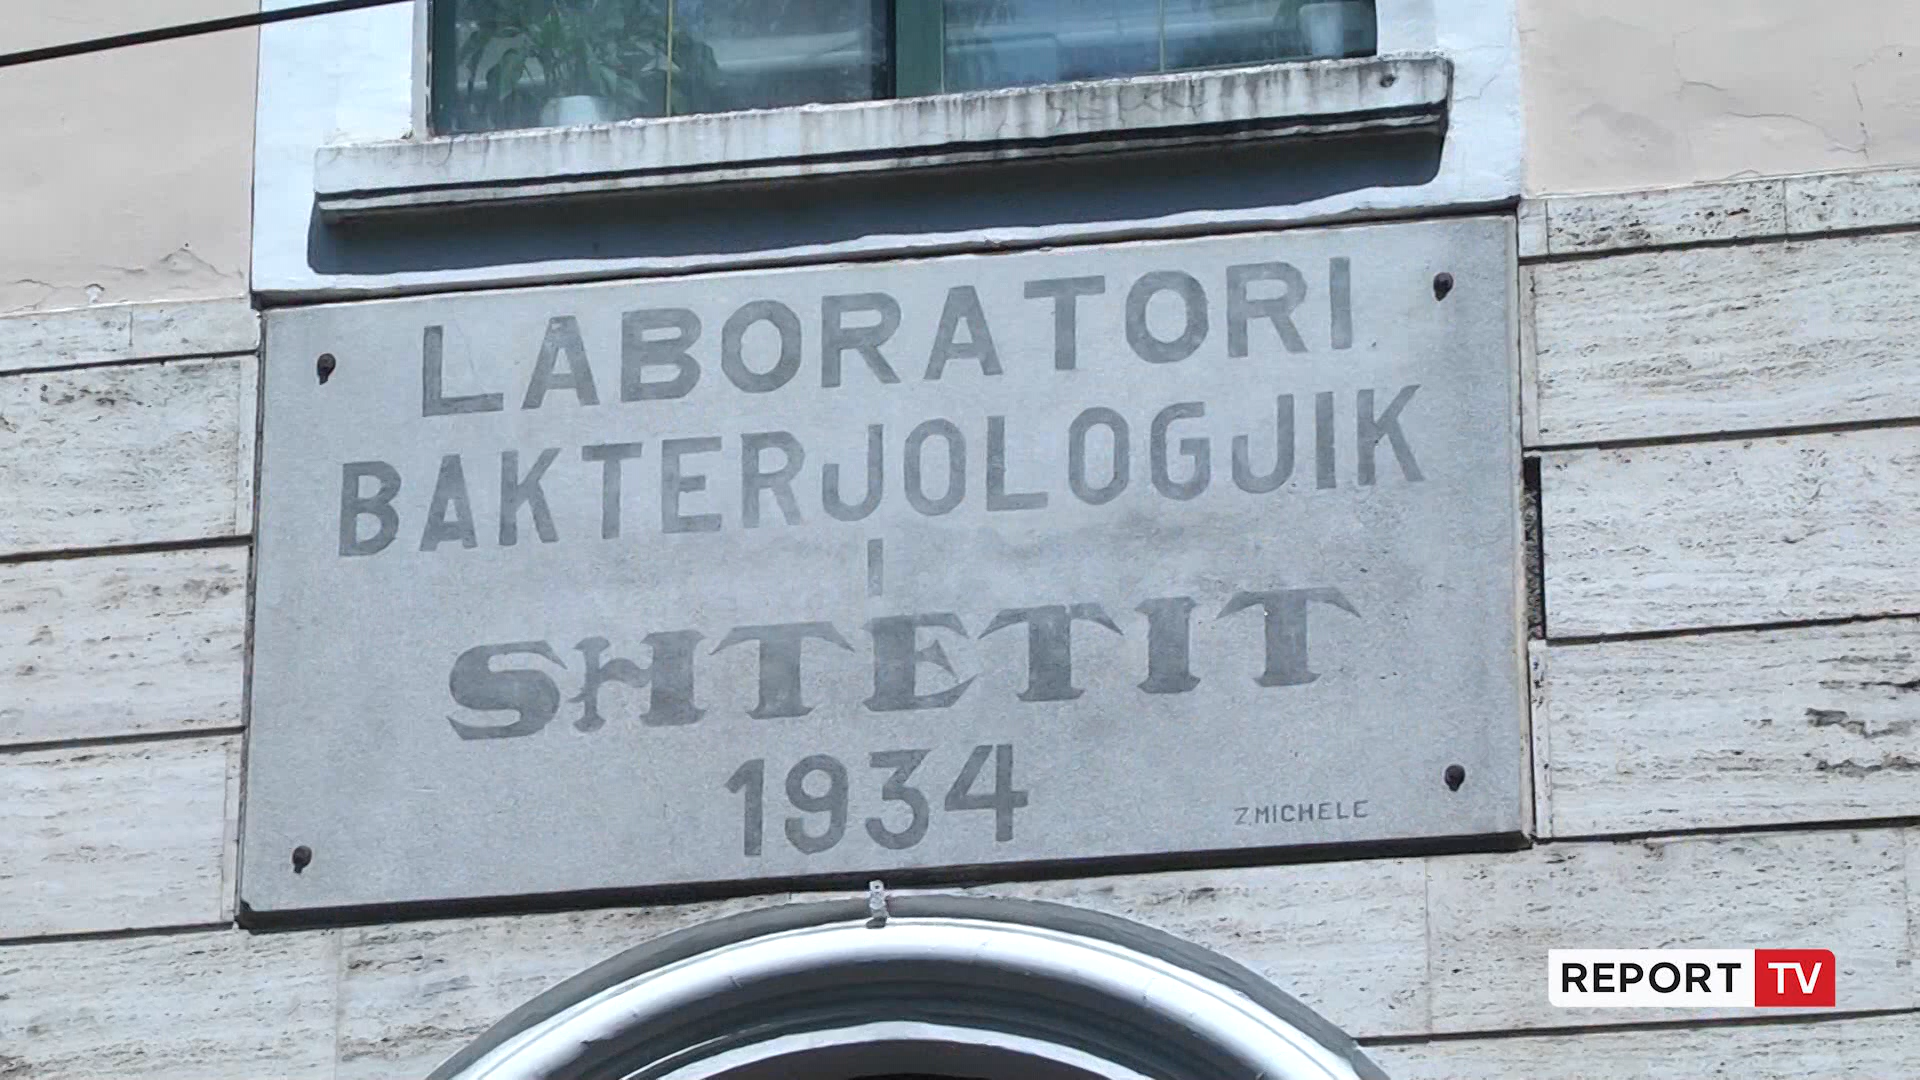 LABORATORI
BAKTERJOLOGJIK
I
SHTETIT
1934
Z.MICHELE
REPORT TV